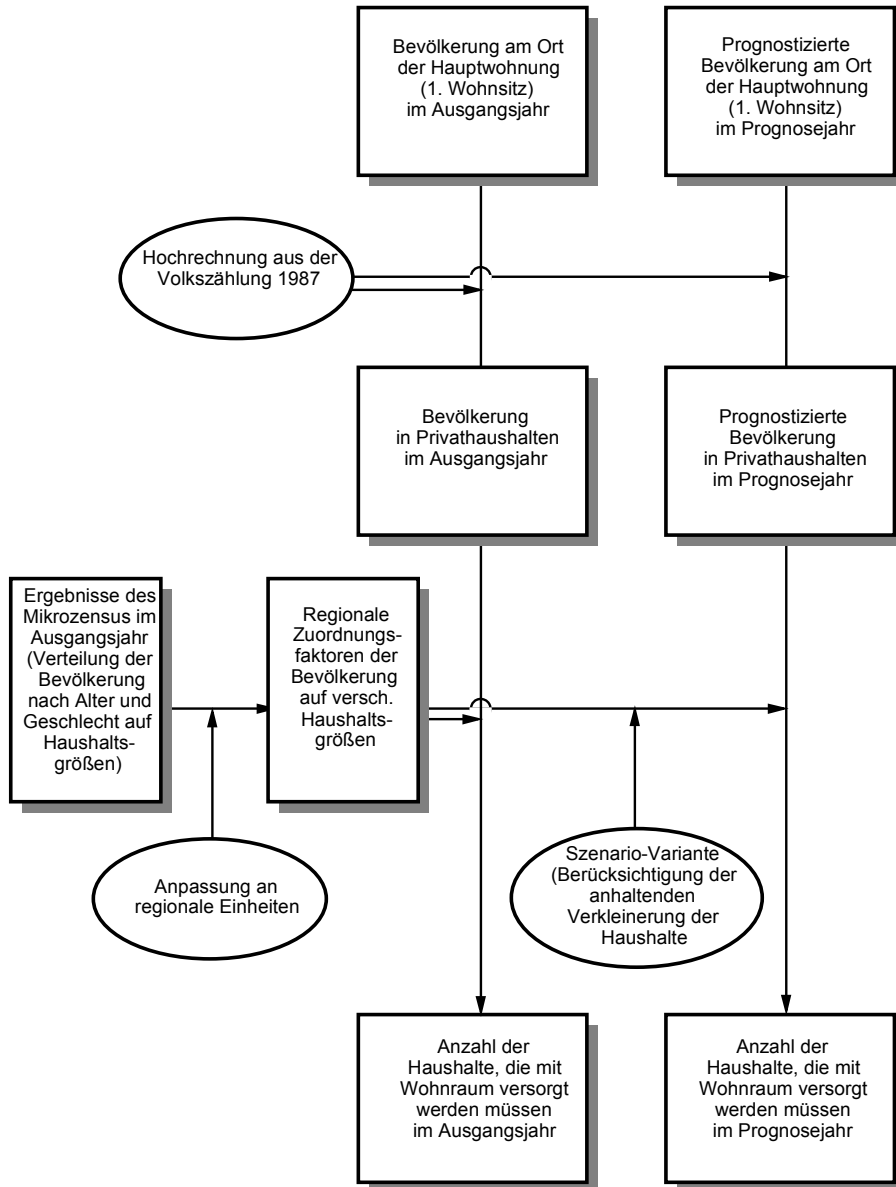 Bevölkerung am Ort
der Hauptwohnung
(1. Wohnsitz)
im Ausgangsjahr
Prognostizierte
Bevölkerung am Ort
der Hauptwohnung
(1. Wohnsitz)
im Prognosejahr
Hochrechnung aus der
Volkszählung 1987
Bevölkerung
in Privathaushalten
im Ausgangsjahr
Prognostizierte
Bevölkerung
in Privathaushalten
im Prognosejahr
Ergebnisse des
Mikrozensus im
Ausgangsjahr
(Verteilung der
Bevölkerung
nach Alter und
Geschlecht auf
Haushalts-
größen)
Regionale
Zuordnungs-
faktoren der
Bevölkerung
auf versch.
Haushalts-
größen
Anpassung an
regionale Einheiten
Szenario-Variante
(Berücksichtigung der
anhaltenden
Verkleinerung der
Haushalte
Anzahl der
Haushalte, die mit
Wohnraum versorgt
werden müssen
im Ausgangsjahr
Anzahl der
Haushalte, die mit
Wohnraum versorgt
werden müssen
im Prognosejahr